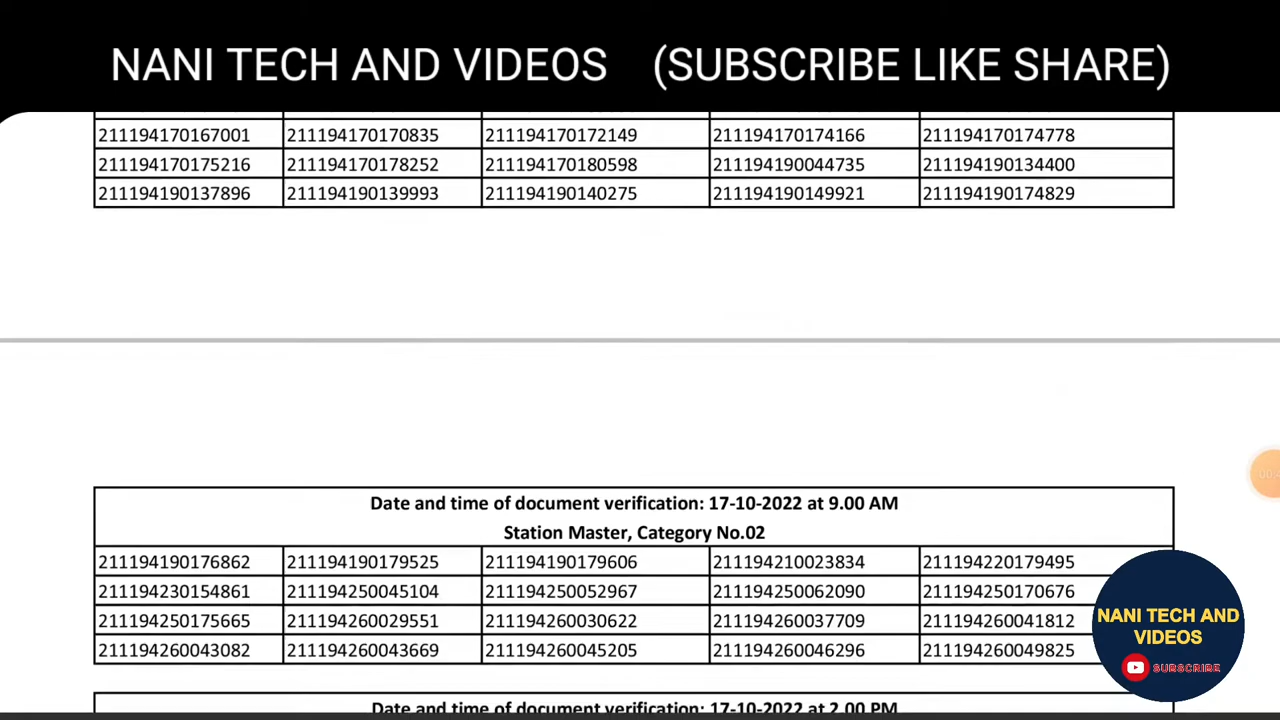 NANI TECH AND VIDEOS (SUBSCRIBE LIKE SHARE)
211194170167001 211194170170835 211194170172149 211194170174166 211194170174778
211194170175216 211194170178252 211194170180598 211194190044735 211194190134400
211194190137896 211194190139993 211194190140275 211194190149921 211194190174829
Date and time of document verification: 17-10-2022 at 9.00 AM
Station Master, Category No.02
211194190176862 211194190179525 211194190179606 211194210023834 211194220179495
211194230154861 211194250045104 211194250052967 211194250062090 211194250170676
211194250175665 211194260029551 211194260030622 211194260037709 211194260041812
211194260043082 211194260043669 211194260045205 211194260046296 211194260049825
NANI TECH AND
VIDEOS
SUBSCRIBE
Date and time of document verification: 17-10-2022 at 2.00 PM